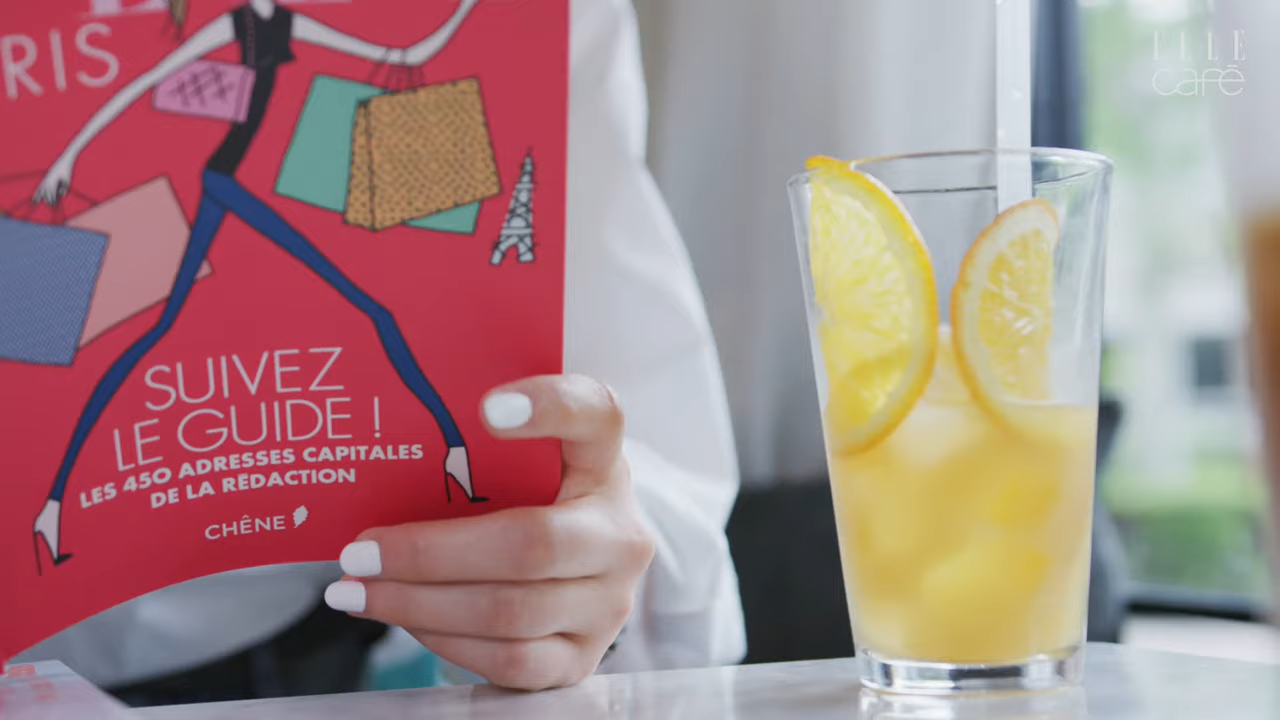 RIS
SUIVEZ
LE GUIDE !
LES 450 ADRESSES CAPITALES
DE LA RÉDACTION
CHÊNE
ELLE
café